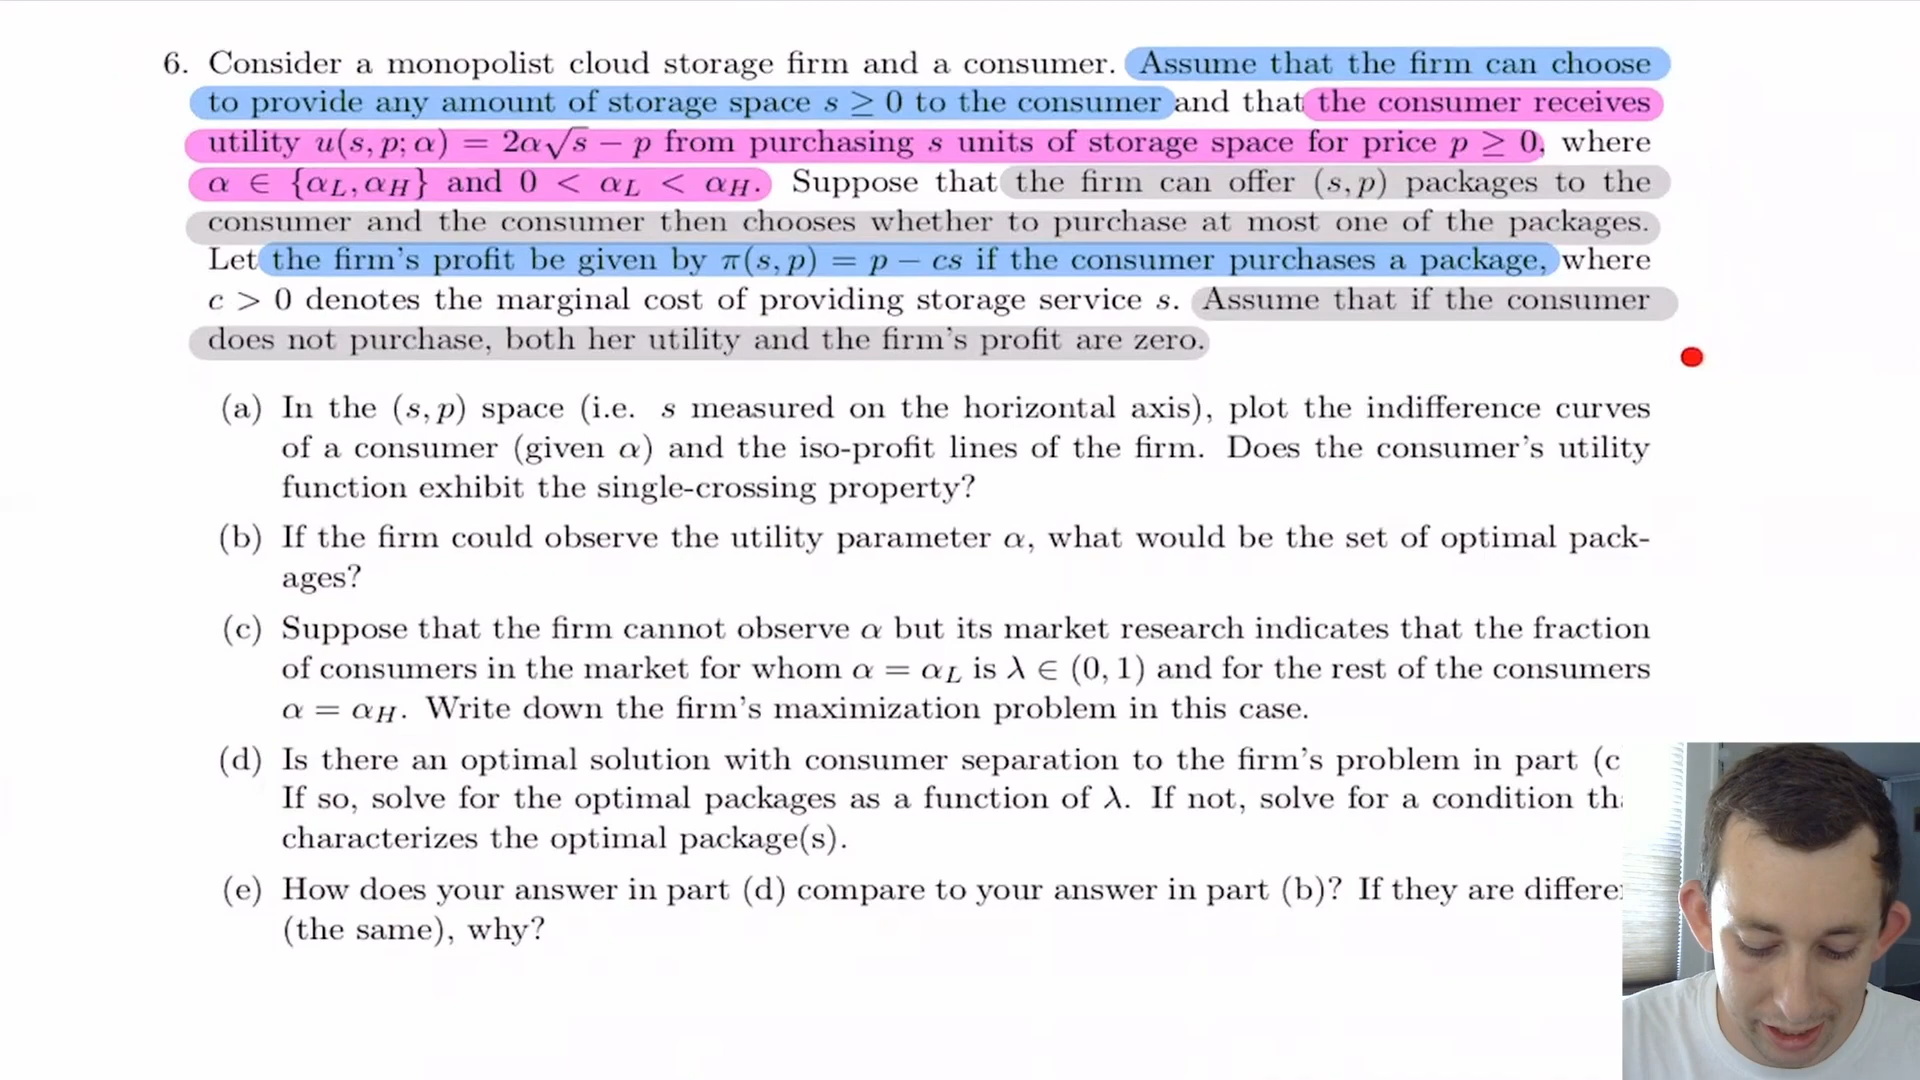 6. Consider a monopolist cloud storage firm and a consumer. Assume that the firm can choose
to provide any amount of storage space s ≥ 0 to the consumer and that the consumer receives
utility u(s, p; α) = 2α√s − p from purchasing s units of storage space for price p ≥ 0, where
α ∈ {α_L, α_H} and 0 < α_L < α_H. Suppose that the firm can offer (s, p) packages to the
consumer and the consumer then chooses whether to purchase at most one of the packages.
Let the firm's profit be given by π(s, p) = p − cs if the consumer purchases a package, where
c > 0 denotes the marginal cost of providing storage service s. Assume that if the consumer
does not purchase, both her utility and the firm's profit are zero.
(a) In the (s, p) space (i.e. s measured on the horizontal axis), plot the indifference curves
of a consumer (given α) and the iso-profit lines of the firm. Does the consumer's utility
function exhibit the single-crossing property?
(b) If the firm could observe the utility parameter α, what would be the set of optimal pack-
ages?
(c) Suppose that the firm cannot observe α but its market research indicates that the fraction
of consumers in the market for whom α = α_L is λ ∈ (0, 1) and for the rest of the consumers
α = α_H. Write down the firm's maximization problem in this case.
(d) Is there an optimal solution with consumer separation to the firm's problem in part (c
If so, solve for the optimal packages as a function of λ. If not, solve for a condition
characterizes the optimal package(s).
(e) How does your answer in part (d) compare to your answer in part (b)? If they are
(the same), why?